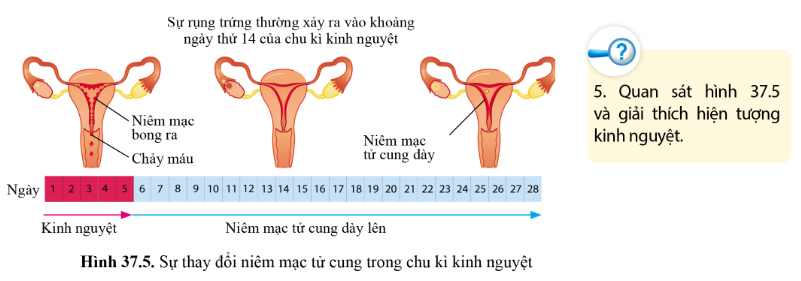 Sự rụng trứng thường xảy ra vào khoảng
ngày thứ 14 của chu kì kinh nguyệt
Niêm mạc
bong ra
Chảy máu
Niêm mạc
tử cung dày
Ngày 1 2 3 4 5 6 7 8 9 10 11 12 13 14 15 16 17 18 19 20 21 22 23 24 25 26 27 28
Kinh nguyệt Niêm mạc tử cung dày lên
Hình 37.5. Sự thay đổi niêm mạc tử cung trong chu kì kinh nguyệt
?
5. Quan sát hình 37.5
và giải thích hiện tượng
kinh nguyệt.